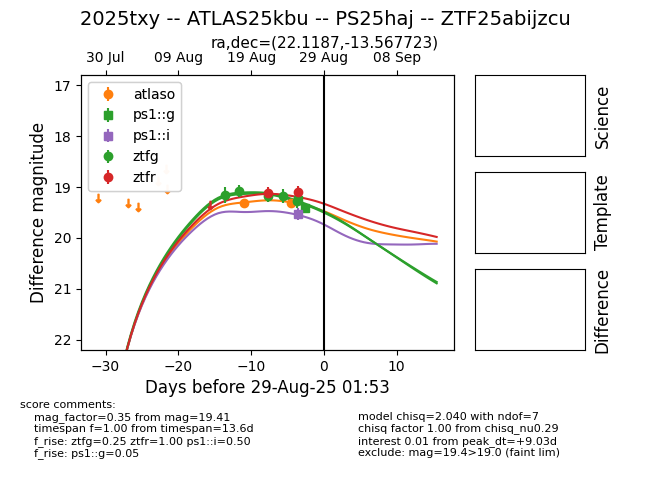 2025txy -- ATLAS25kbu -- PS25haj -- ZTF25abijzcu
ra,dec=(22.1187,-13.567723)
30 Jul 09 Aug 19 Aug 29 Aug 08 Sep
atlaso
ps1::g
ps1::i
ztfg
ztfr
17
18
19
20
21
22
Difference magnitude
−30 −20 −10 0 10
Days before 29-Aug-25 01:53
Science
Template
Difference
score comments:
mag_factor=0.35 from mag=19.41
timespan f=1.00 from timespan=13.6d
f_rise: ztfg=0.25 ztfr=1.00 ps1::i=0.50
f_rise: ps1::g=0.05
model chisq=2.040 with ndof=7
chisq factor 1.00 from chisq_nu0.29
interest 0.01 from peak_dt=+9.03d
exclude: mag=19.4>19.0 (faint lim)